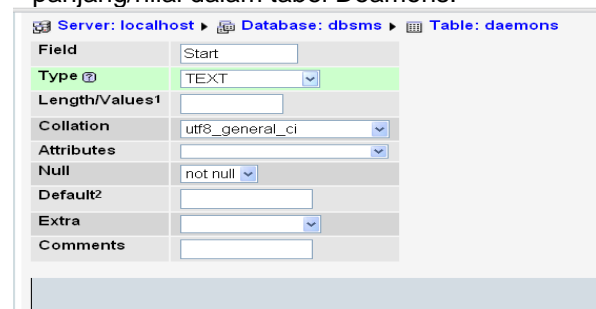 panjang/nilai dalam tabel Deamons.
Server: localhost ▸ Database: dbsms ▸ Table: daemons
Field Start
Type TEXT
Length/Values1
Collation utf8_general_ci
Attributes
Null not null
Default2
Extra
Comments